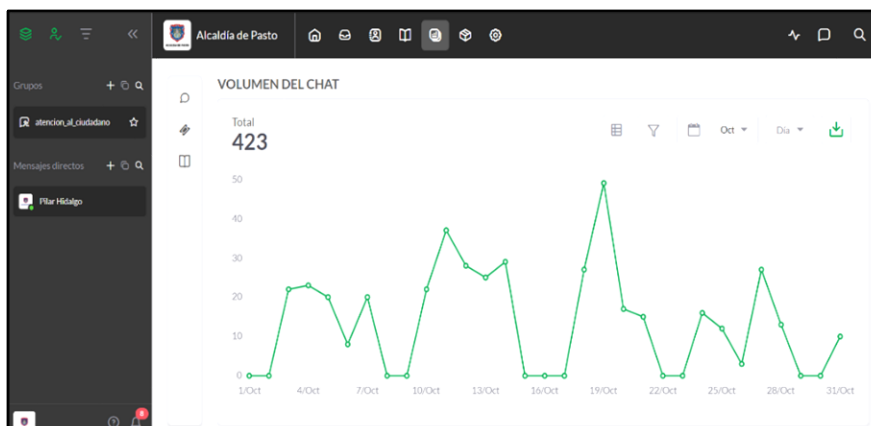 Alcaldía de Pasto
Grupos
atencion_al_ciudadano
Mensajes directos
Pilar Hidalgo
8
VOLUMEN DEL CHAT
Total
423
Oct
Día
50
40
30
20
10
0
1/Oct 4/Oct 7/Oct 10/Oct 13/Oct 16/Oct 19/Oct 22/Oct 25/Oct 28/Oct 31/Oct